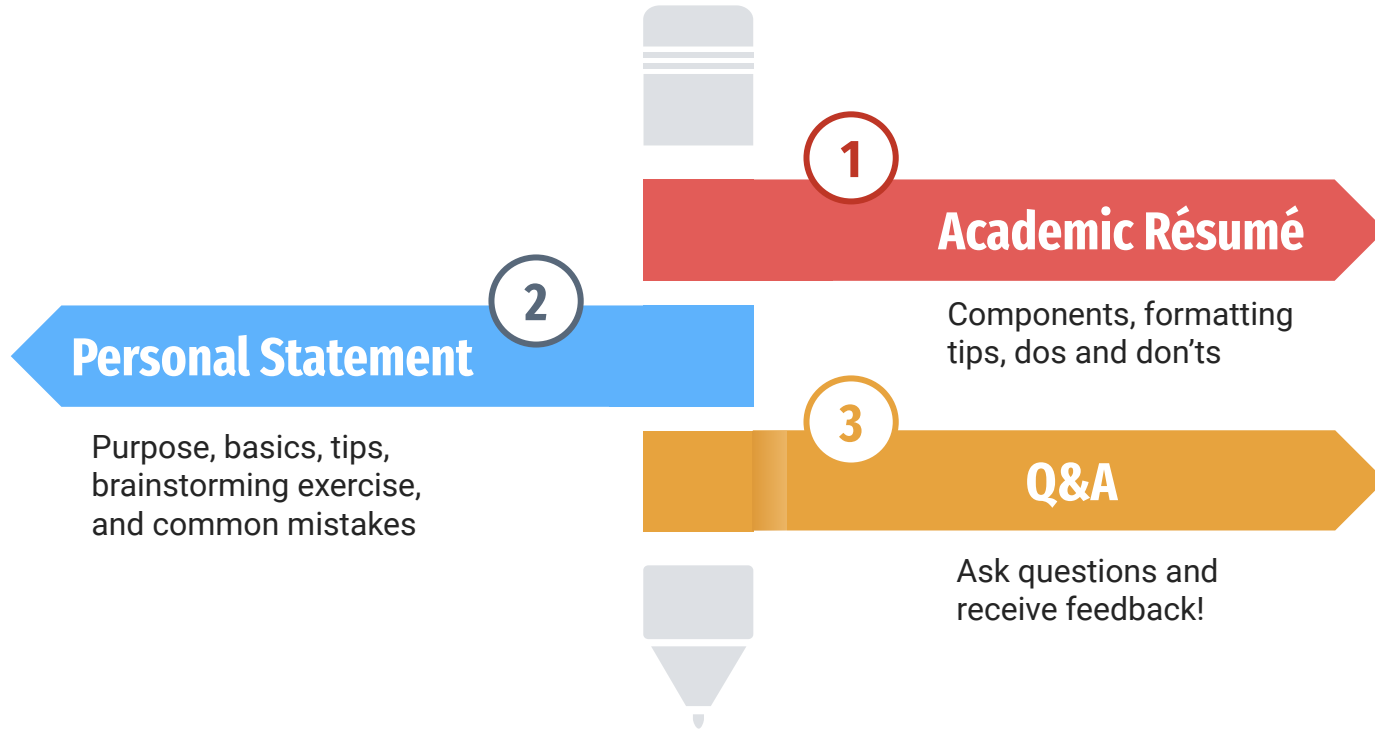 1
Academic Résumé
Components, formatting
tips, dos and don'ts
2
Personal Statement
Purpose, basics, tips,
brainstorming exercise,
and common mistakes
3
Q&A
Ask questions and
receive feedback!